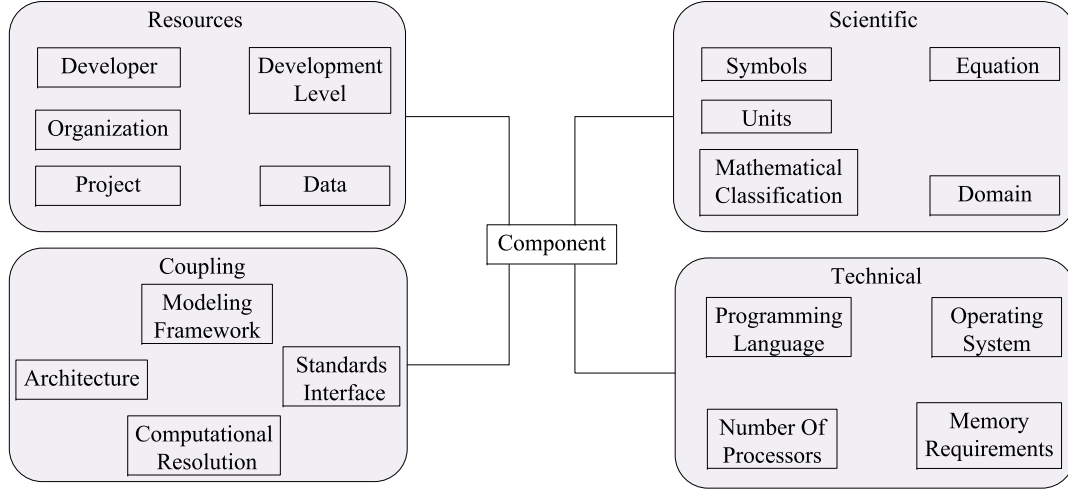 Resources
Developer
Development
Level
Organization
Project
Data
Scientific
Symbols
Equation
Units
Mathematical
Classification
Domain
Component
Coupling
Modeling
Framework
Architecture
Standards
Interface
Computational
Resolution
Technical
Programming
Language
Operating
System
Number Of
Processors
Memory
Requirements